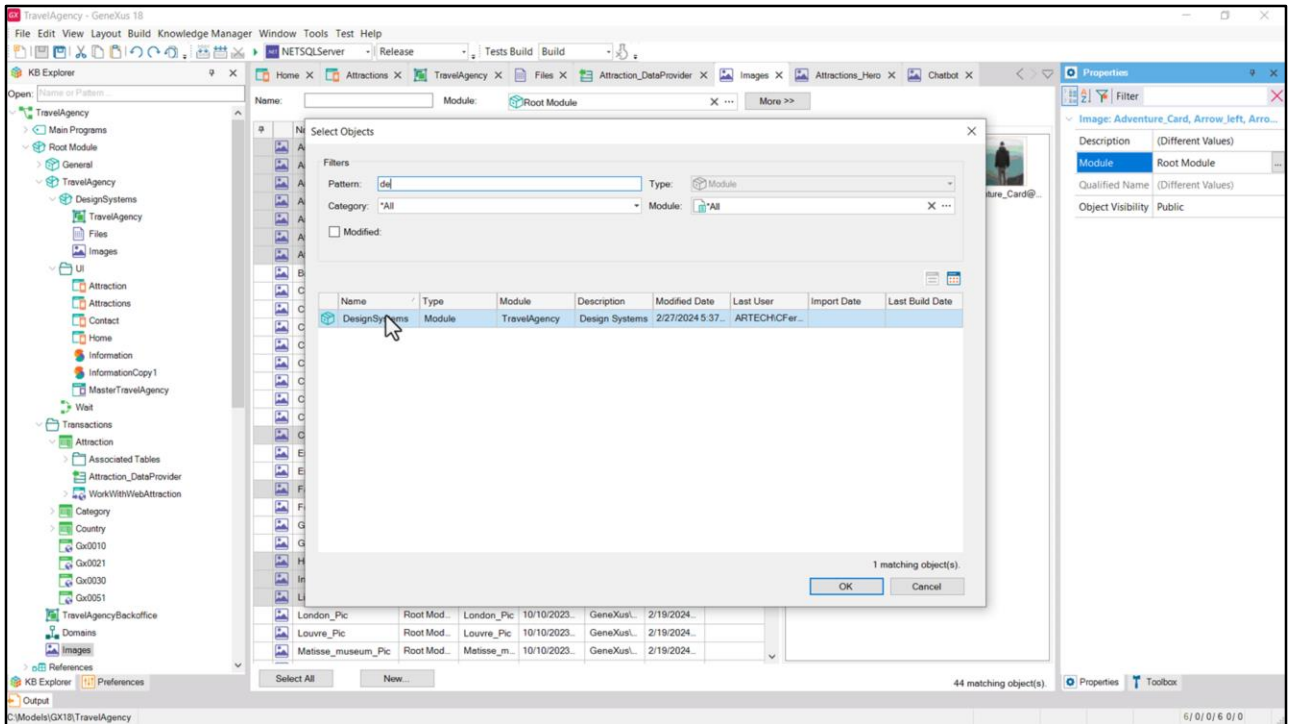 TravelAgency - GeneXus 18
File Edit View Layout Build Knowledge Manager Window Tools Test Help
NETSQLServer Release Tests Build Build
KB Explorer
Open: Name or Pattern...
TravelAgency
Main Programs
Root Module
General
TravelAgency
DesignSystems
TravelAgency
Files
Images
UI
Attraction
Attractions
Contact
Home
Information
InformationCopy1
MasterTravelAgency
Wait
Transactions
Attraction
Associated Tables
Attraction_DataProvider
WorkWithWebAttraction
Category
Country
Gx0010
Gx0021
Gx0030
Gx0051
TravelAgencyBackoffice
Domains
Images
References
KB Explorer Preferences
Output
C:\Models\GX18\TravelAgency
Home X Attractions X TravelAgency X Files X Attraction_DataProvider X Images X Attractions_Hero X Chatbot X
Name: Module: Root Module X ... More >>
Select Objects
Filters
Pattern: de Type: Module
Category: *All Module: *All X ...
Modified:
Name Type Module Description Modified Date Last User Import Date Last Build Date
DesignSystems Module TravelAgency Design Systems 2/27/2024 5:37... ARTECH\CFer...
1 matching object(s).
OK Cancel
ture_Card@...
London_Pic Root Mod... London_Pic 10/10/2023... GeneXus\... 2/19/2024...
Louvre_Pic Root Mod... Louvre_Pic 10/10/2023... GeneXus\... 2/19/2024...
Matisse_museum_Pic Root Mod... Matisse_m... 10/10/2023... GeneXus\... 2/19/2024...
Select All New... 44 matching object(s).
Properties
Filter
Image: Adventure_Card, Arrow_left, Arro...
Description (Different Values)
Module Root Module
Qualified Name (Different Values)
Object Visibility Public
Properties Toolbox
6/ 0/ 0/ 6 0/ 0